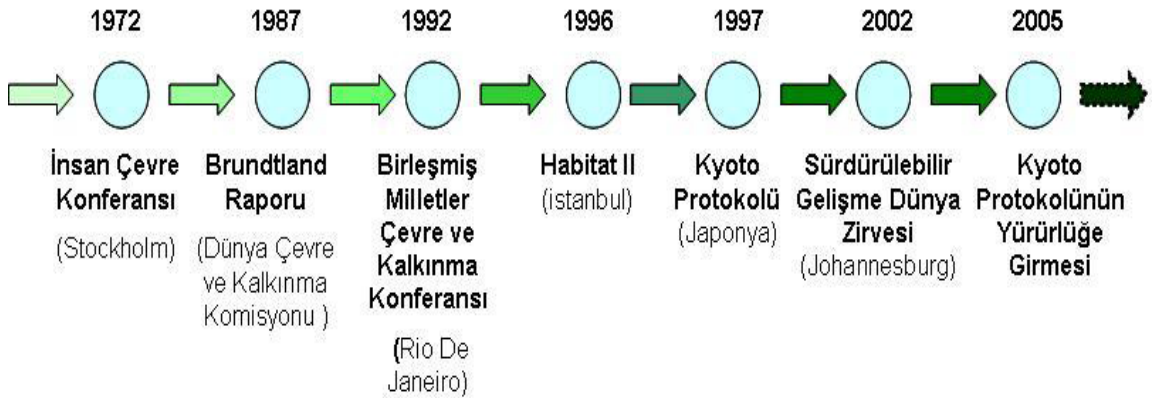 1972
1987
1992
1996
1997
2002
2005
İnsan Çevre
Konferansı
(Stockholm)
Brundtland
Raporu
(Dünya Çevre
ve Kalkınma
Komisyonu )
Birleşmiş
Milletler
Çevre ve
Kalkınma
Konferansı
(Rio De
Janeiro)
Habitat II
(istanbul)
Kyoto
Protokolü
(Japonya)
Sürdürülebilir
Gelişme Dünya
Zirvesi
(Johannesburg)
Kyoto
Protokolünün
Yürürlüğe
Girmesi